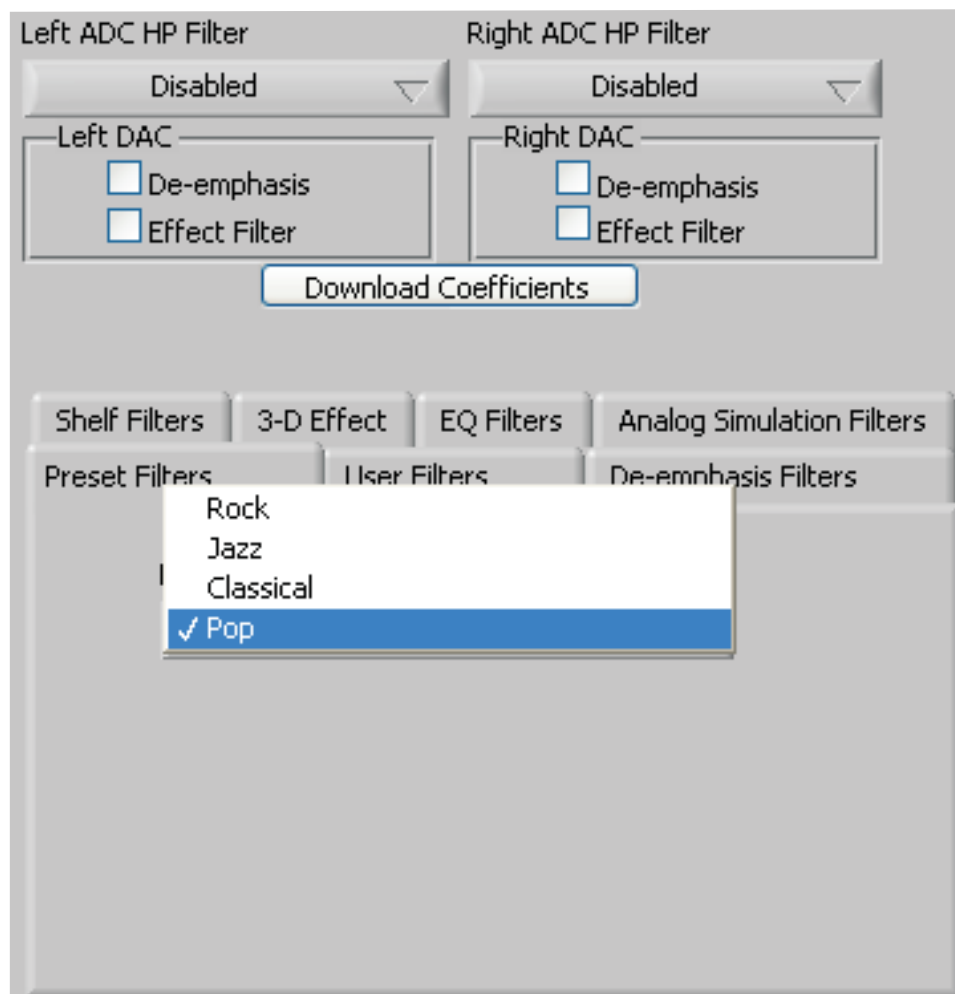 Left ADC HP Filter Right ADC HP Filter
Disabled Disabled
Left DAC Right DAC
De-emphasis De-emphasis
Effect Filter Effect Filter
Download Coefficients
Shelf Filters 3-D Effect EQ Filters Analog Simulation Filters
Preset Filters User Filters De-emphasis Filters
Rock
Jazz
Classical
✓ Pop